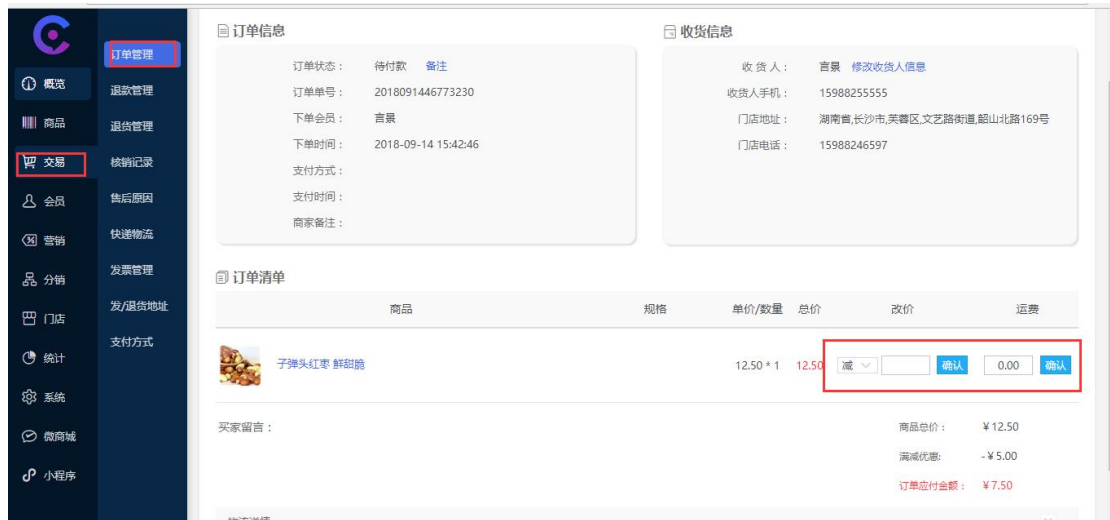 概览
商品
交易
会员
营销
分销
门店
统计
系统
微商城
小程序
订单管理
退款管理
退货管理
核销记录
售后原因
快递物流
发票管理
发/退货地址
支付方式
订单信息
订单状态： 待付款 备注
订单单号： 2018091446773230
下单会员： 言景
下单时间： 2018-09-14 15:42:46
支付方式：
支付时间：
商家备注：
收货信息
收 货 人： 言景 修改收货人信息
收货人手机： 15988255555
门店地址： 湖南省,长沙市,芙蓉区,文艺路街道,韶山北路169号
门店电话： 15988246597
订单清单
商品 规格 单价/数量 总价 改价 运费
子弹头红枣 鲜甜脆 12.50 * 1 12.50 减 确认 0.00 确认
买家留言：
商品总价： ￥12.50
满减优惠: -￥5.00
订单应付金额： ￥7.50